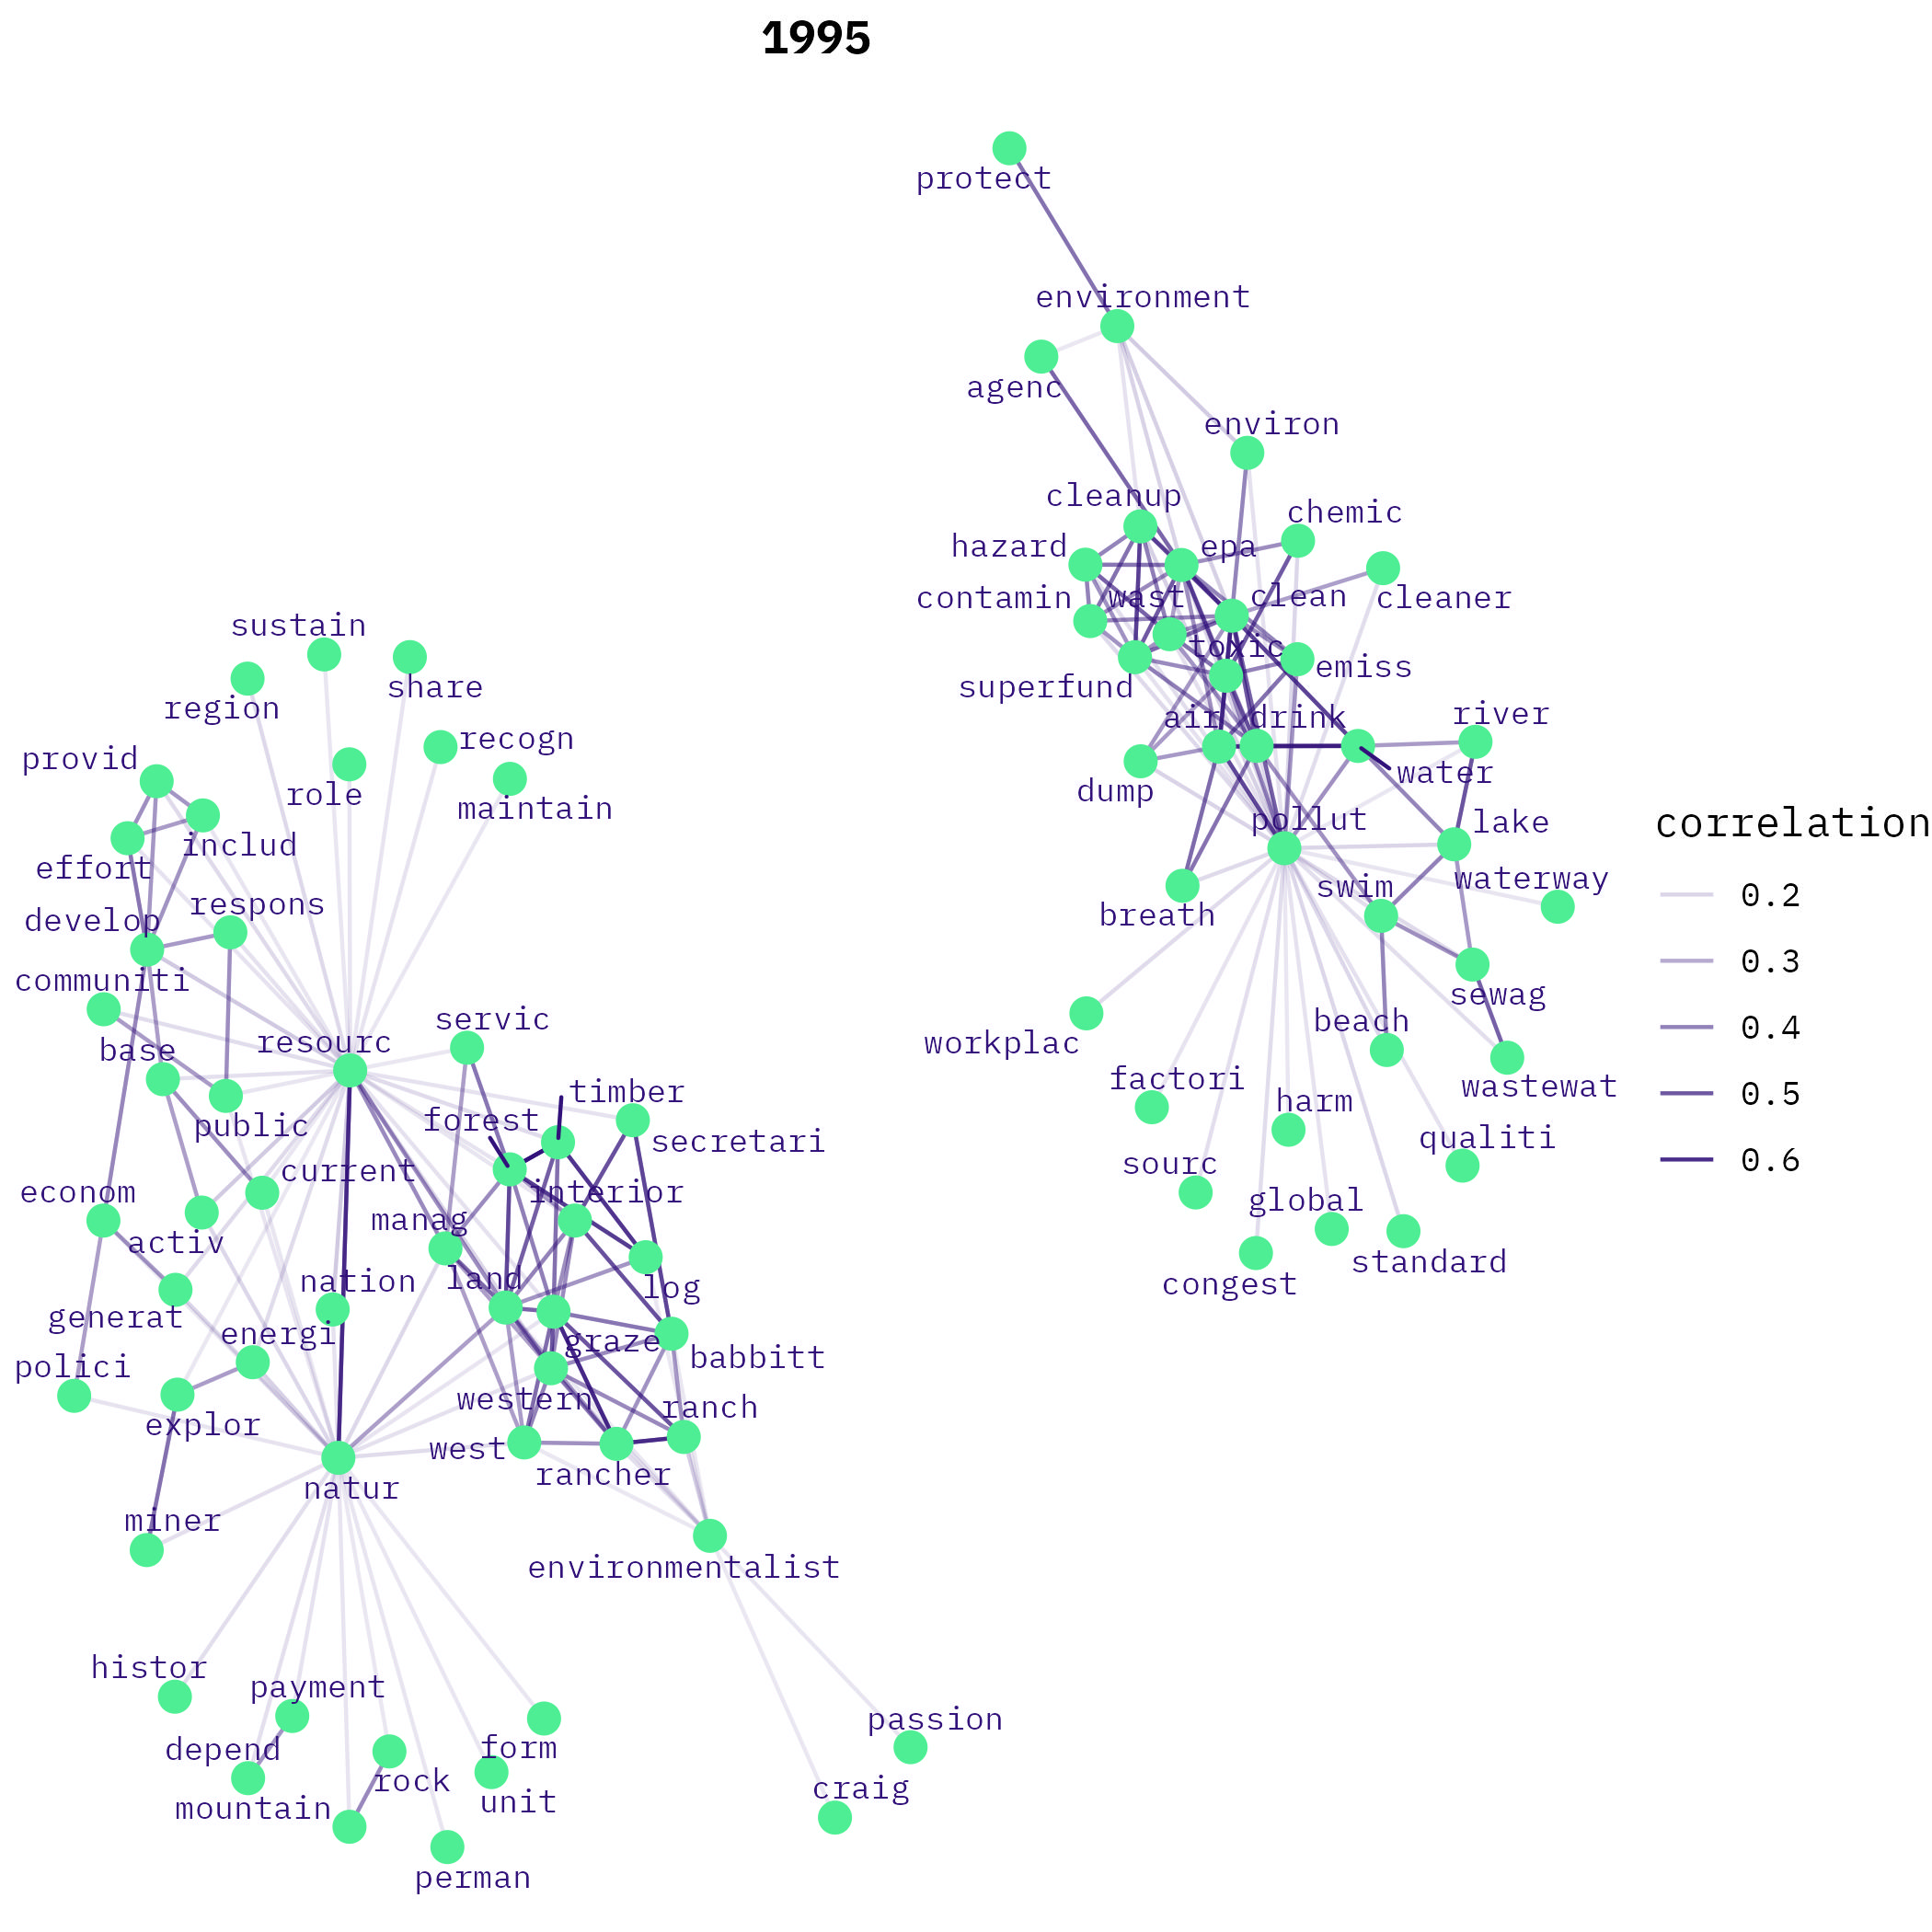 1995
protect
environment
agenc
environ
cleanup
chemic
hazard
epa
contamin
wast
clean
cleaner
sustain
toxic
emiss
share
superfund
region
air
drink
river
recogn
provid
water
role
dump
maintain
pollut
lake
correlation
includ
effort
swim
waterway
0.2
respons
breath
develop
0.3
communiti
sewag
servic
beach
0.4
resourc
workplac
base
timber
factori
wastewat
0.5
forest
harm
public
secretari
qualiti
0.6
current
sourc
econom
interior
global
manag
activ
standard
nation
land
log
congest
generat
energi
graze
babbitt
polici
western
ranch
explor
west
rancher
natur
miner
environmentalist
histor
payment
passion
depend
form
rock
craig
mountain
unit
perman